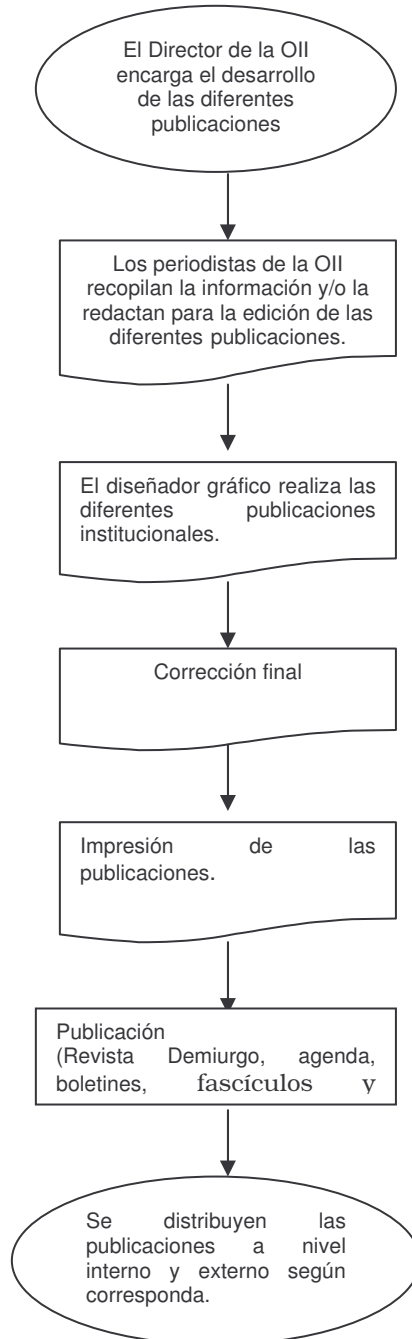 El Director de la OII
encarga el desarrollo
de las diferentes
publicaciones
Los periodistas de la OII
recopilan la información y/o la
redactan para la edición de las
diferentes publicaciones.
El diseñador gráfico realiza las
diferentes publicaciones
institucionales.
Corrección final
Impresión de las
publicaciones.
Publicación
(Revista Demiurgo, agenda,
boletines, fascículos y
Se distribuyen las
publicaciones a nivel
interno y externo según
corresponda.